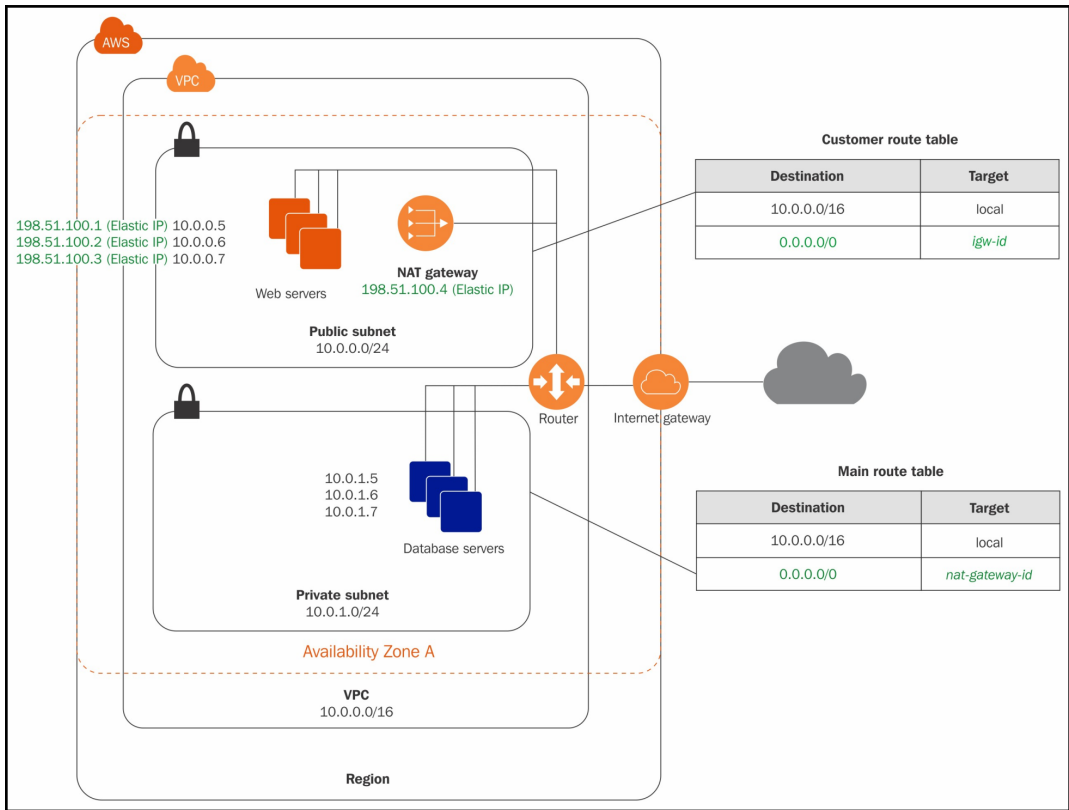 AWS
VPC
198.51.100.1 (Elastic IP) 10.0.0.5
198.51.100.2 (Elastic IP) 10.0.0.6
198.51.100.3 (Elastic IP) 10.0.0.7
Web servers
NAT gateway
198.51.100.4 (Elastic IP)
Public subnet
10.0.0.0/24
Customer route table
Destination Target
10.0.0.0/16 local
0.0.0.0/0 igw-id
Router
Internet gateway
10.0.1.5
10.0.1.6
10.0.1.7
Database servers
Private subnet
10.0.1.0/24
Main route table
Destination Target
10.0.0.0/16 local
0.0.0.0/0 nat-gateway-id
Availability Zone A
VPC
10.0.0.0/16
Region